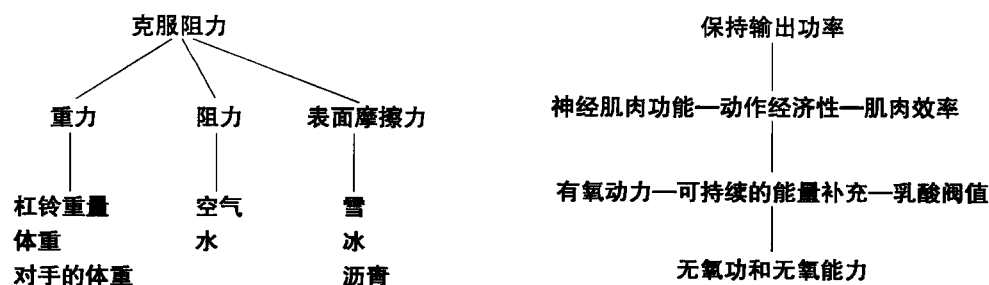 克服阻力
重力
阻力
表面摩擦力
杠铃重量
空气
雪
体重
水
冰
对手的体重
沥青
保持输出功率
神经肌肉功能—动作经济性—肌肉效率
有氧动力—可持续的能量补充—乳酸阀值
无氧功和无氧能力